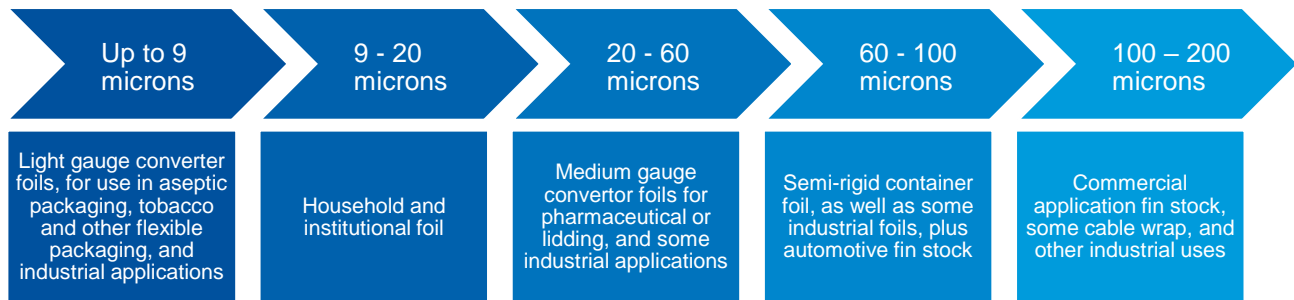 Up to 9
microns
9 - 20
microns
20 - 60
microns
60 - 100
microns
100 – 200
microns
Light gauge converter
foils, for use in aseptic
packaging, tobacco
and other flexible
packaging, and
industrial applications
Household and
institutional foil
Medium gauge
convertor foils for
pharmaceutical or
lidding, and some
industrial applications
Semi-rigid container
foil, as well as some
industrial foils, plus
automotive fin stock
Commercial
application fin stock,
some cable wrap, and
other industrial uses